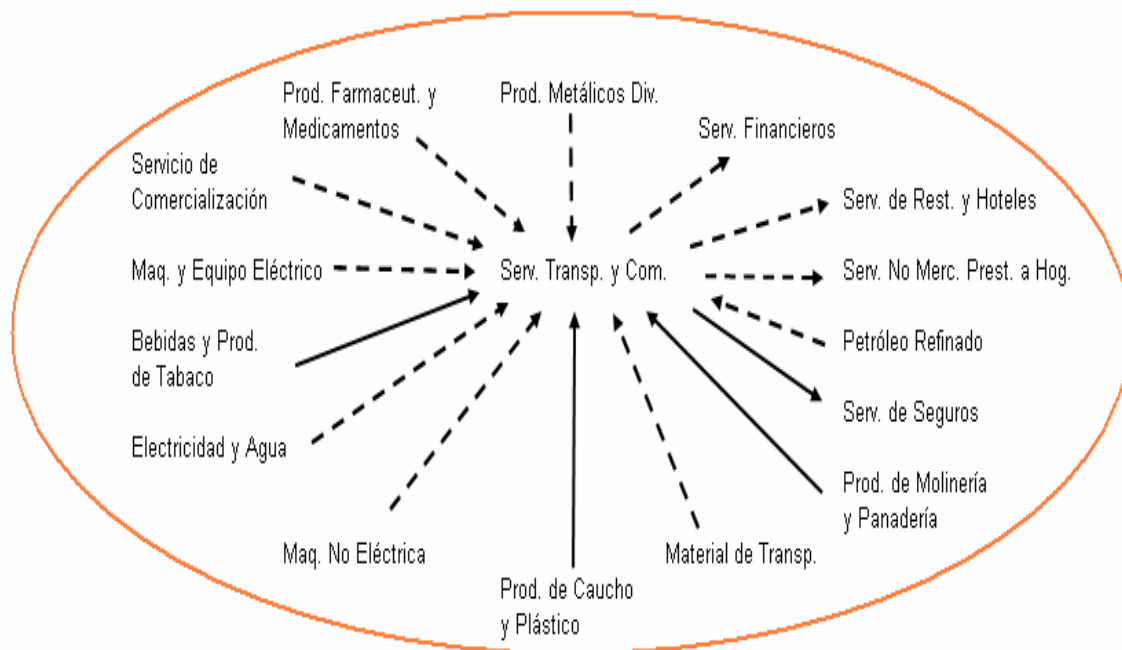 Prod. Farmaceut. y
Medicamentos
Prod. Metálicos Div.
Serv. Financieros
Servicio de
Comercialización
Serv. de Rest. y Hoteles
Maq. y Equipo Eléctrico
Serv. Transp. y Com.
Serv. No Merc. Prest. a Hog.
Bebidas y Prod.
de Tabaco
Petróleo Refinado
Serv. de Seguros
Electricidad y Agua
Prod. de Molinería
y Panadería
Maq. No Eléctrica
Material de Transp.
Prod. de Caucho
y Plástico